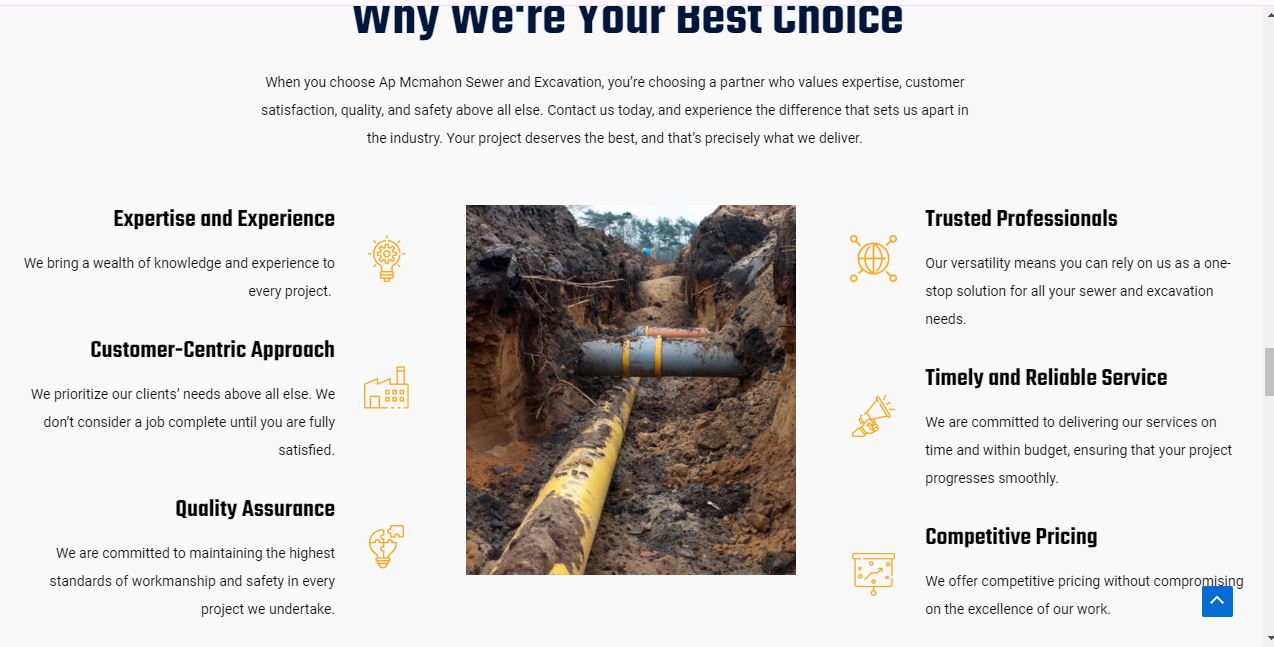 Why We're Your Best Choice
When you choose Ap Mcmahon Sewer and Excavation, you’re choosing a partner who values expertise, customer
satisfaction, quality, and safety above all else. Contact us today, and experience the difference that sets us apart in
the industry. Your project deserves the best, and that’s precisely what we deliver.
Expertise and Experience
We bring a wealth of knowledge and experience to
every project.
Customer-Centric Approach
We prioritize our clients’ needs above all else. We
don’t consider a job complete until you are fully
satisfied.
Quality Assurance
We are committed to maintaining the highest
standards of workmanship and safety in every
project we undertake.
Trusted Professionals
Our versatility means you can rely on us as a one-
stop solution for all your sewer and excavation
needs.
Timely and Reliable Service
We are committed to delivering our services on
time and within budget, ensuring that your project
progresses smoothly.
Competitive Pricing
We offer competitive pricing without compromising
on the excellence of our work.